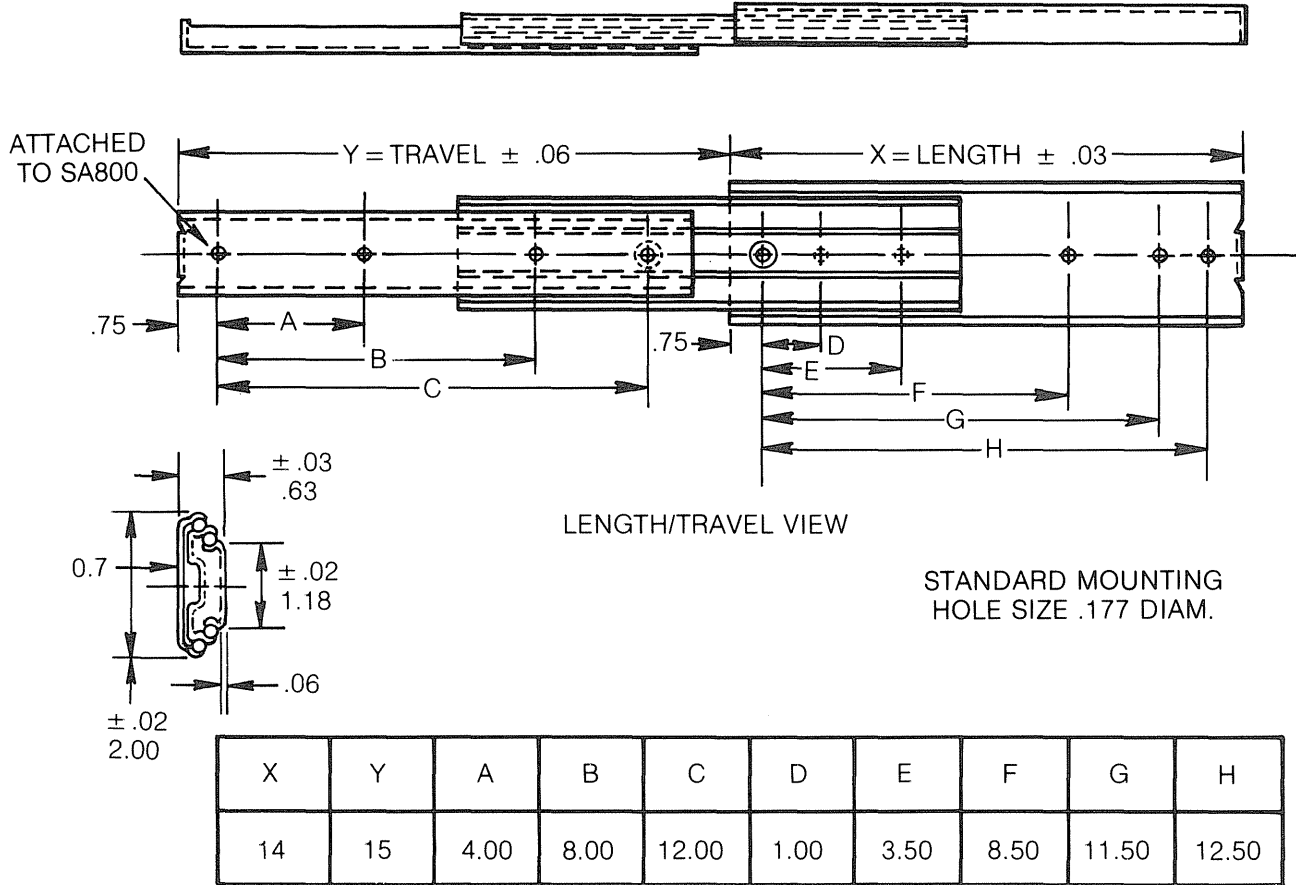 ATTACHED
TO SA800
Y = TRAVEL ± .06
X = LENGTH ± .03
.75
A
B
C
.75
D
E
F
G
H
± .03
.63
LENGTH/TRAVEL VIEW
0.7
± .02
1.18
STANDARD MOUNTING
HOLE SIZE .177 DIAM.
.06
± .02
2.00
X Y A B C D E F G H
14 15 4.00 8.00 12.00 1.00 3.50 8.50 11.50 12.50